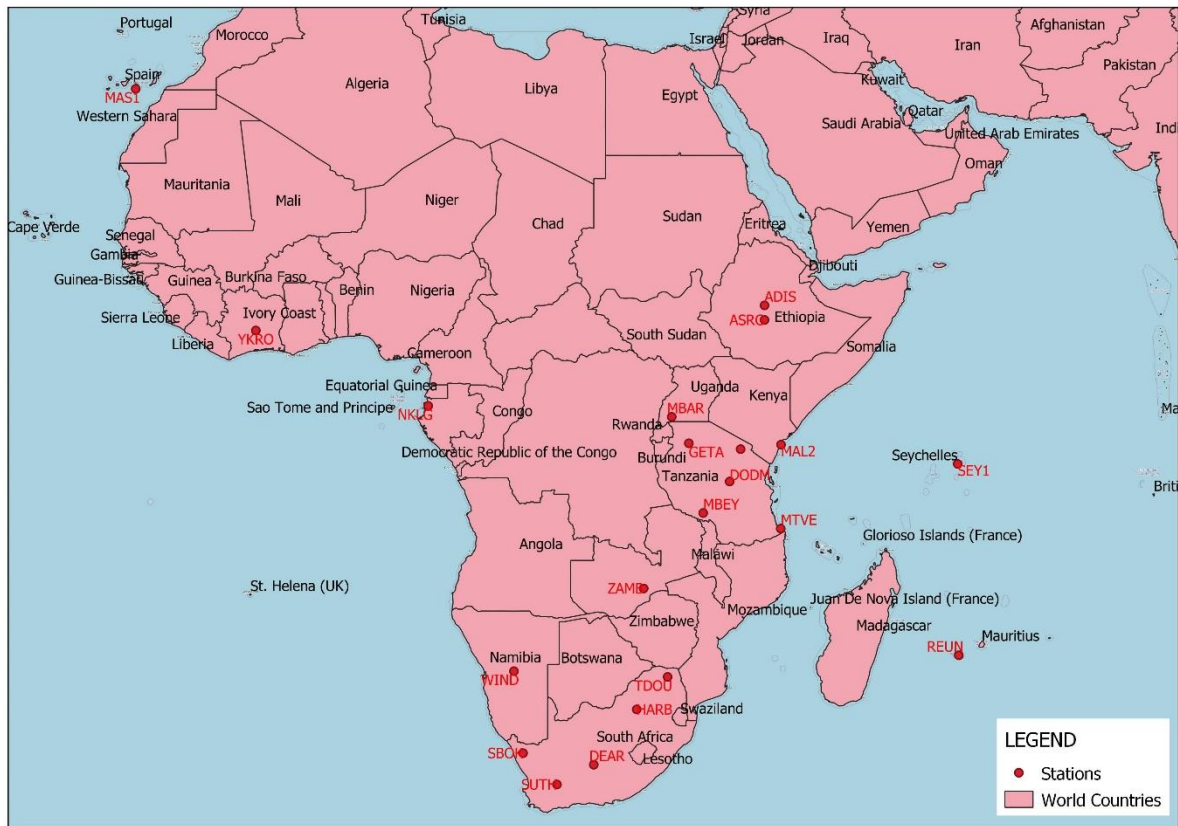 Portugal
Tunisia
Syria
Afghanistan
Morocco
Israel
Jordan
Iraq
Iran
Spain
Algeria
Libya
Egypt
Kuwait
Pakistan
MAS1
Western Sahara
Saudi Arabia
Qatar
United Arab Emirates
Oman
Mauritania
Mali
Niger
Chad
Sudan
Eritrea
Yemen
Cape Verde
Senegal
Gambia
Guinea-Bissau
Guinea
Burkina Faso
Benin
Nigeria
Djibouti
ADIS
Sierra Leone
Ivory Coast
ASRO
Ethiopia
YKRO
Liberia
South Sudan
Somalia
Cameroon
Equatorial Guinea
Uganda
Kenya
Sao Tome and Principe
NKLG
Congo
MBAR
Rwanda
Democratic Republic of the Congo
Burundi
GETA
MAL2
Seychelles
SEY1
Tanzania
DODM
MBEY
MTVE
Glorioso Islands (France)
Angola
Malawi
St. Helena (UK)
ZAMB
Mozambique
Juan De Nova Island (France)
Zimbabwe
Madagascar
Mauritius
REUN
Namibia
Botswana
WIND
TDOU
HARB
Swaziland
South Africa
SBOK
DEAR
Lesotho
SUTH
LEGEND
Stations
World Countries